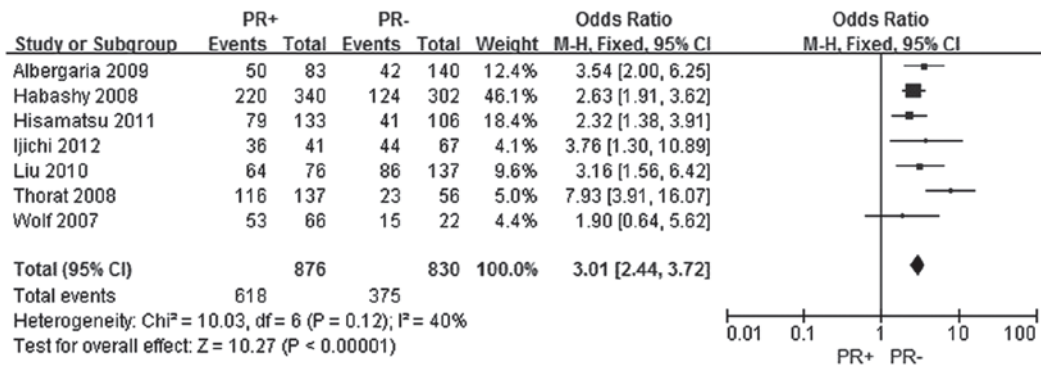 PR+ PR- Odds Ratio Odds Ratio
Study or Subgroup Events Total Events Total Weight M-H, Fixed, 95% CI M-H, Fixed, 95% CI
Albergaria 2009 50 83 42 140 12.4% 3.54 [2.00, 6.25]
Habashy 2008 220 340 124 302 46.1% 2.63 [1.91, 3.62]
Hisamatsu 2011 79 133 41 106 18.4% 2.32 [1.38, 3.91]
Ijichi 2012 36 41 44 67 4.1% 3.76 [1.30, 10.89]
Liu 2010 64 76 86 137 9.6% 3.16 [1.56, 6.42]
Thorat 2008 116 137 23 56 5.0% 7.93 [3.91, 16.07]
Wolf 2007 53 66 15 22 4.4% 1.90 [0.64, 5.62]
Total (95% CI) 876 830 100.0% 3.01 [2.44, 3.72]
Total events 618 375
Heterogeneity: Chi² = 10.03, df = 6 (P = 0.12); I² = 40%
Test for overall effect: Z = 10.27 (P < 0.00001)
0.01 0.1 1 10 100
PR+ PR-